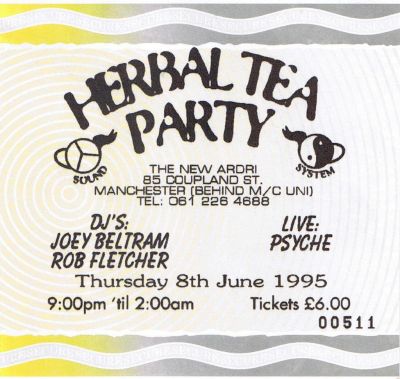 HERBAL TEA
PARTY
SOUND
SYSTEM
THE NEW ARDRI
85 COUPLAND ST.
MANCHESTER (BEHIND M/C UNI)
TEL: 061 226 4688
DJ'S:
JOEY BELTRAM
ROB FLETCHER
LIVE:
PSYCHE
Thursday 8th June 1995
9:00pm 'til 2:00am
Tickets £6.00
00511